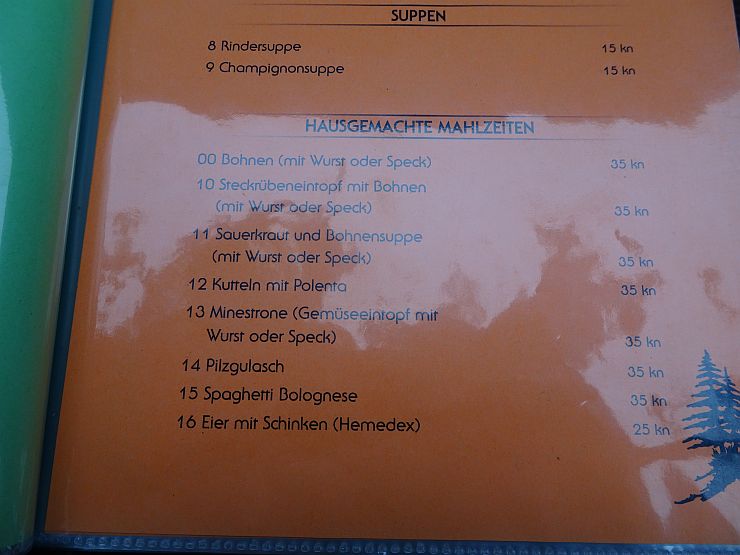 SUPPEN
8 Rindersuppe 15 kn
9 Champignonsuppe 15 kn
HAUSGEMACHTE MAHLZEITEN
00 Bohnen (mit Wurst oder Speck) 35 kn
10 Steckrübeneintopf mit Bohnen
(mit Wurst oder Speck) 35 kn
11 Sauerkraut und Bohnensuppe
(mit Wurst oder Speck) 35 kn
12 Kutteln mit Polenta 35 kn
13 Minestrone (Gemüseeintopf mit
Wurst oder Speck) 35 kn
14 Pilzgulasch 35 kn
15 Spaghetti Bolognese 35 kn
16 Eier mit Schinken (Hemedex) 25 kn